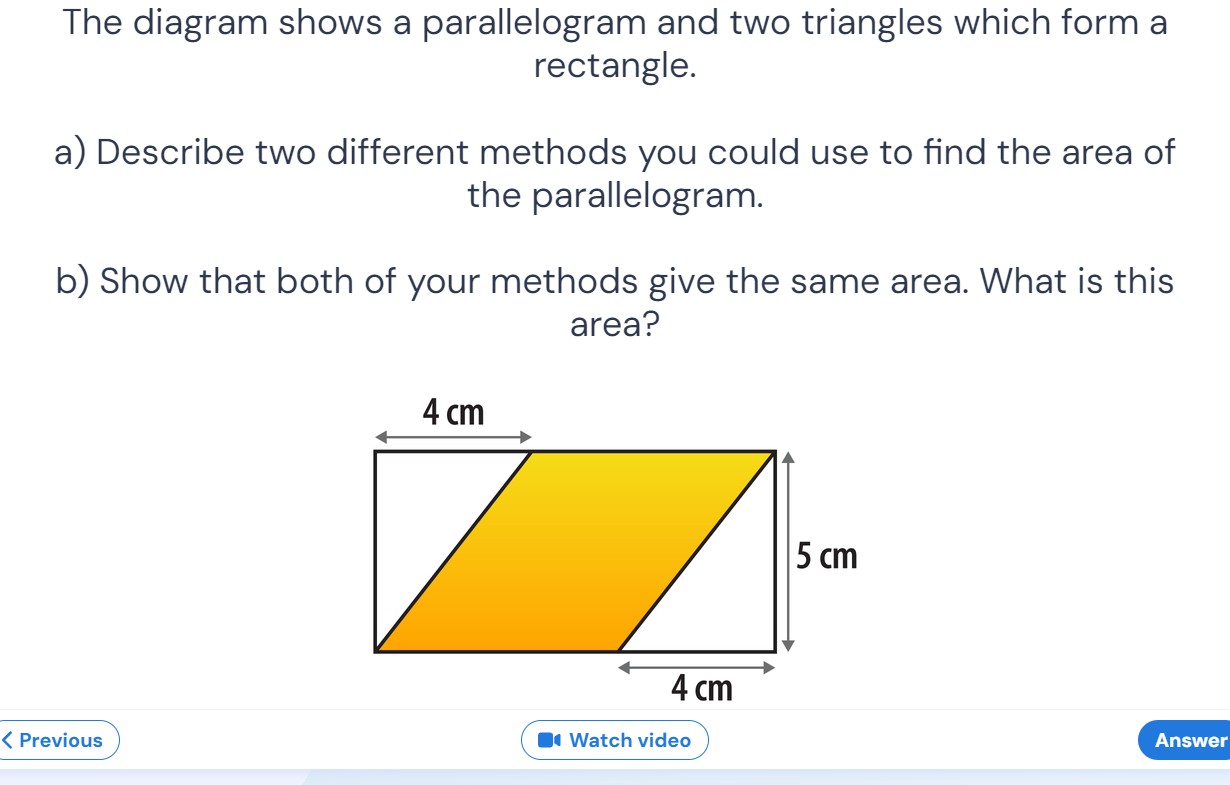 The diagram shows a parallelogram and two triangles which form a
rectangle.
a) Describe two different methods you could use to find the area of
the parallelogram.
b) Show that both of your methods give the same area. What is this
area?
4 cm
5 cm
4 cm
Previous
Watch video
Answer